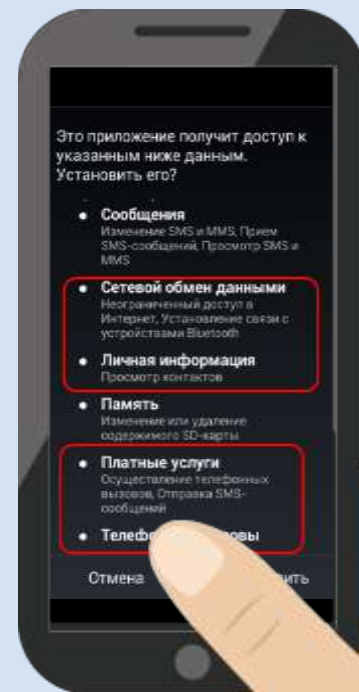 Это приложение получит доступ к
указанным ниже данным.
Установить его?
• Сообщения
Изменение SMS и MMS, Прием
SMS-сообщений, Просмотр SMS и
MMS
• Сетевой обмен данными
Неограниченный доступ в
Интернет, Установление связи с
устройствами Bluetooth
• Личная информация
Просмотр контактов
• Память
Изменение или удаление
содержимого SD-карты
• Платные услуги
Осуществление телефонных
вызовов, Отправка SMS-
сообщений
•
Отмена